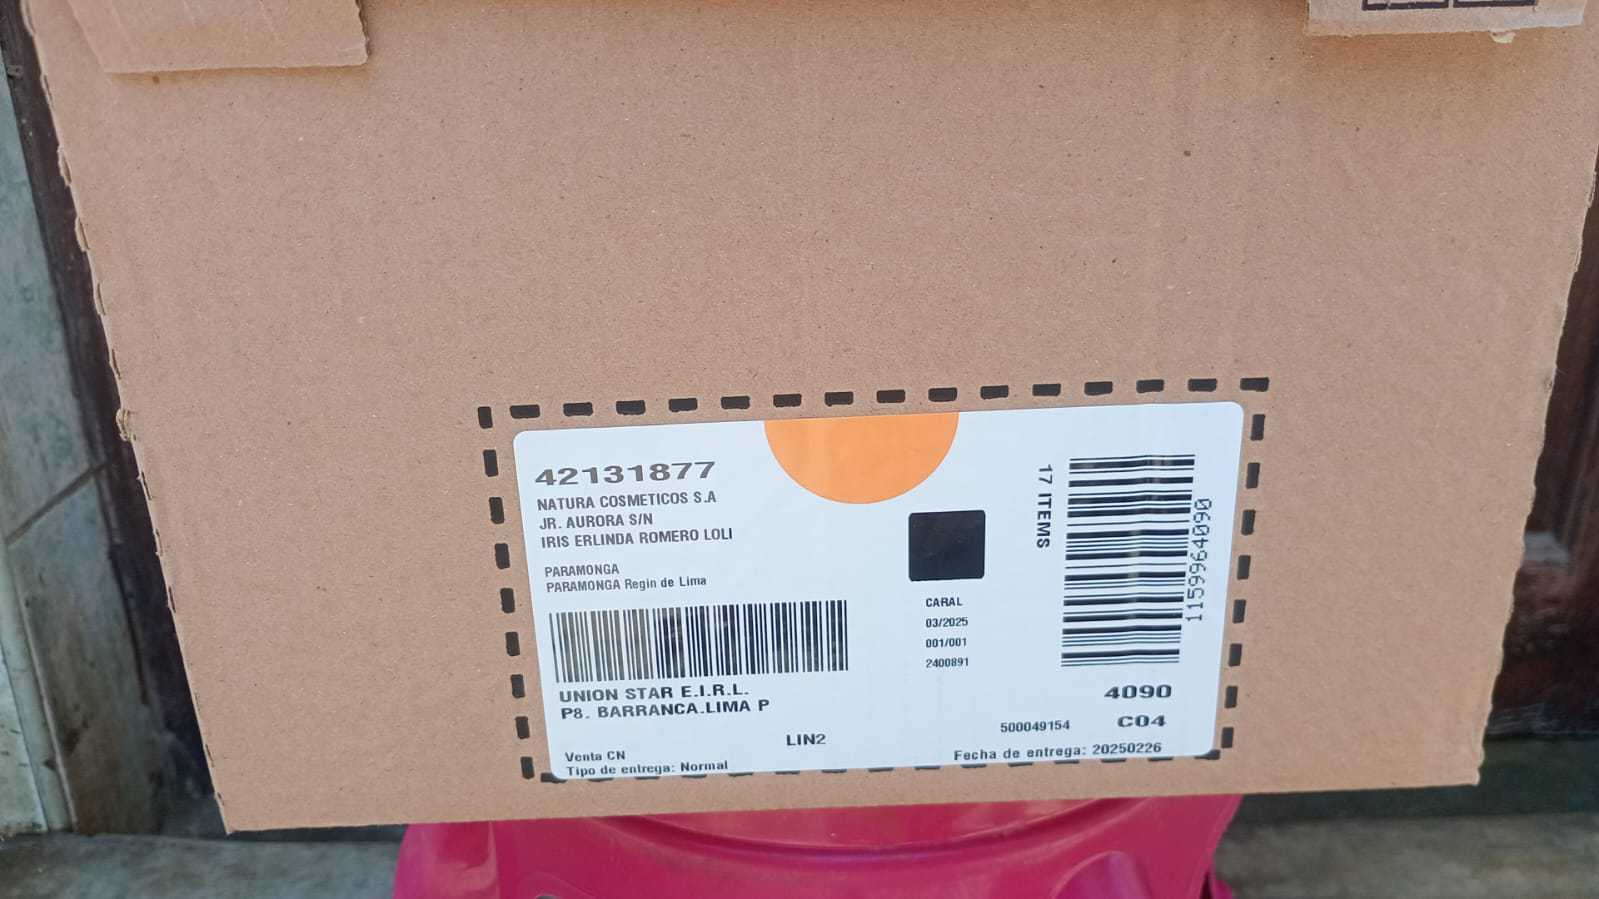 42131877
NATURA COSMETICOS S.A
JR. AURORA S/N
IRIS ERLINDA ROMERO LOLI
PARAMONGA
PARAMONGA Regin de Lima
UNION STAR E.I.R.L.
P8. BARRANCA.LIMA P
LIN2
Venta CN
Tipo de entrega: Normal
CARAL
03/2025
001/001
2400891
17 ITEMS
11599964090
4090
500049154 C04
Fecha de entrega: 20250226